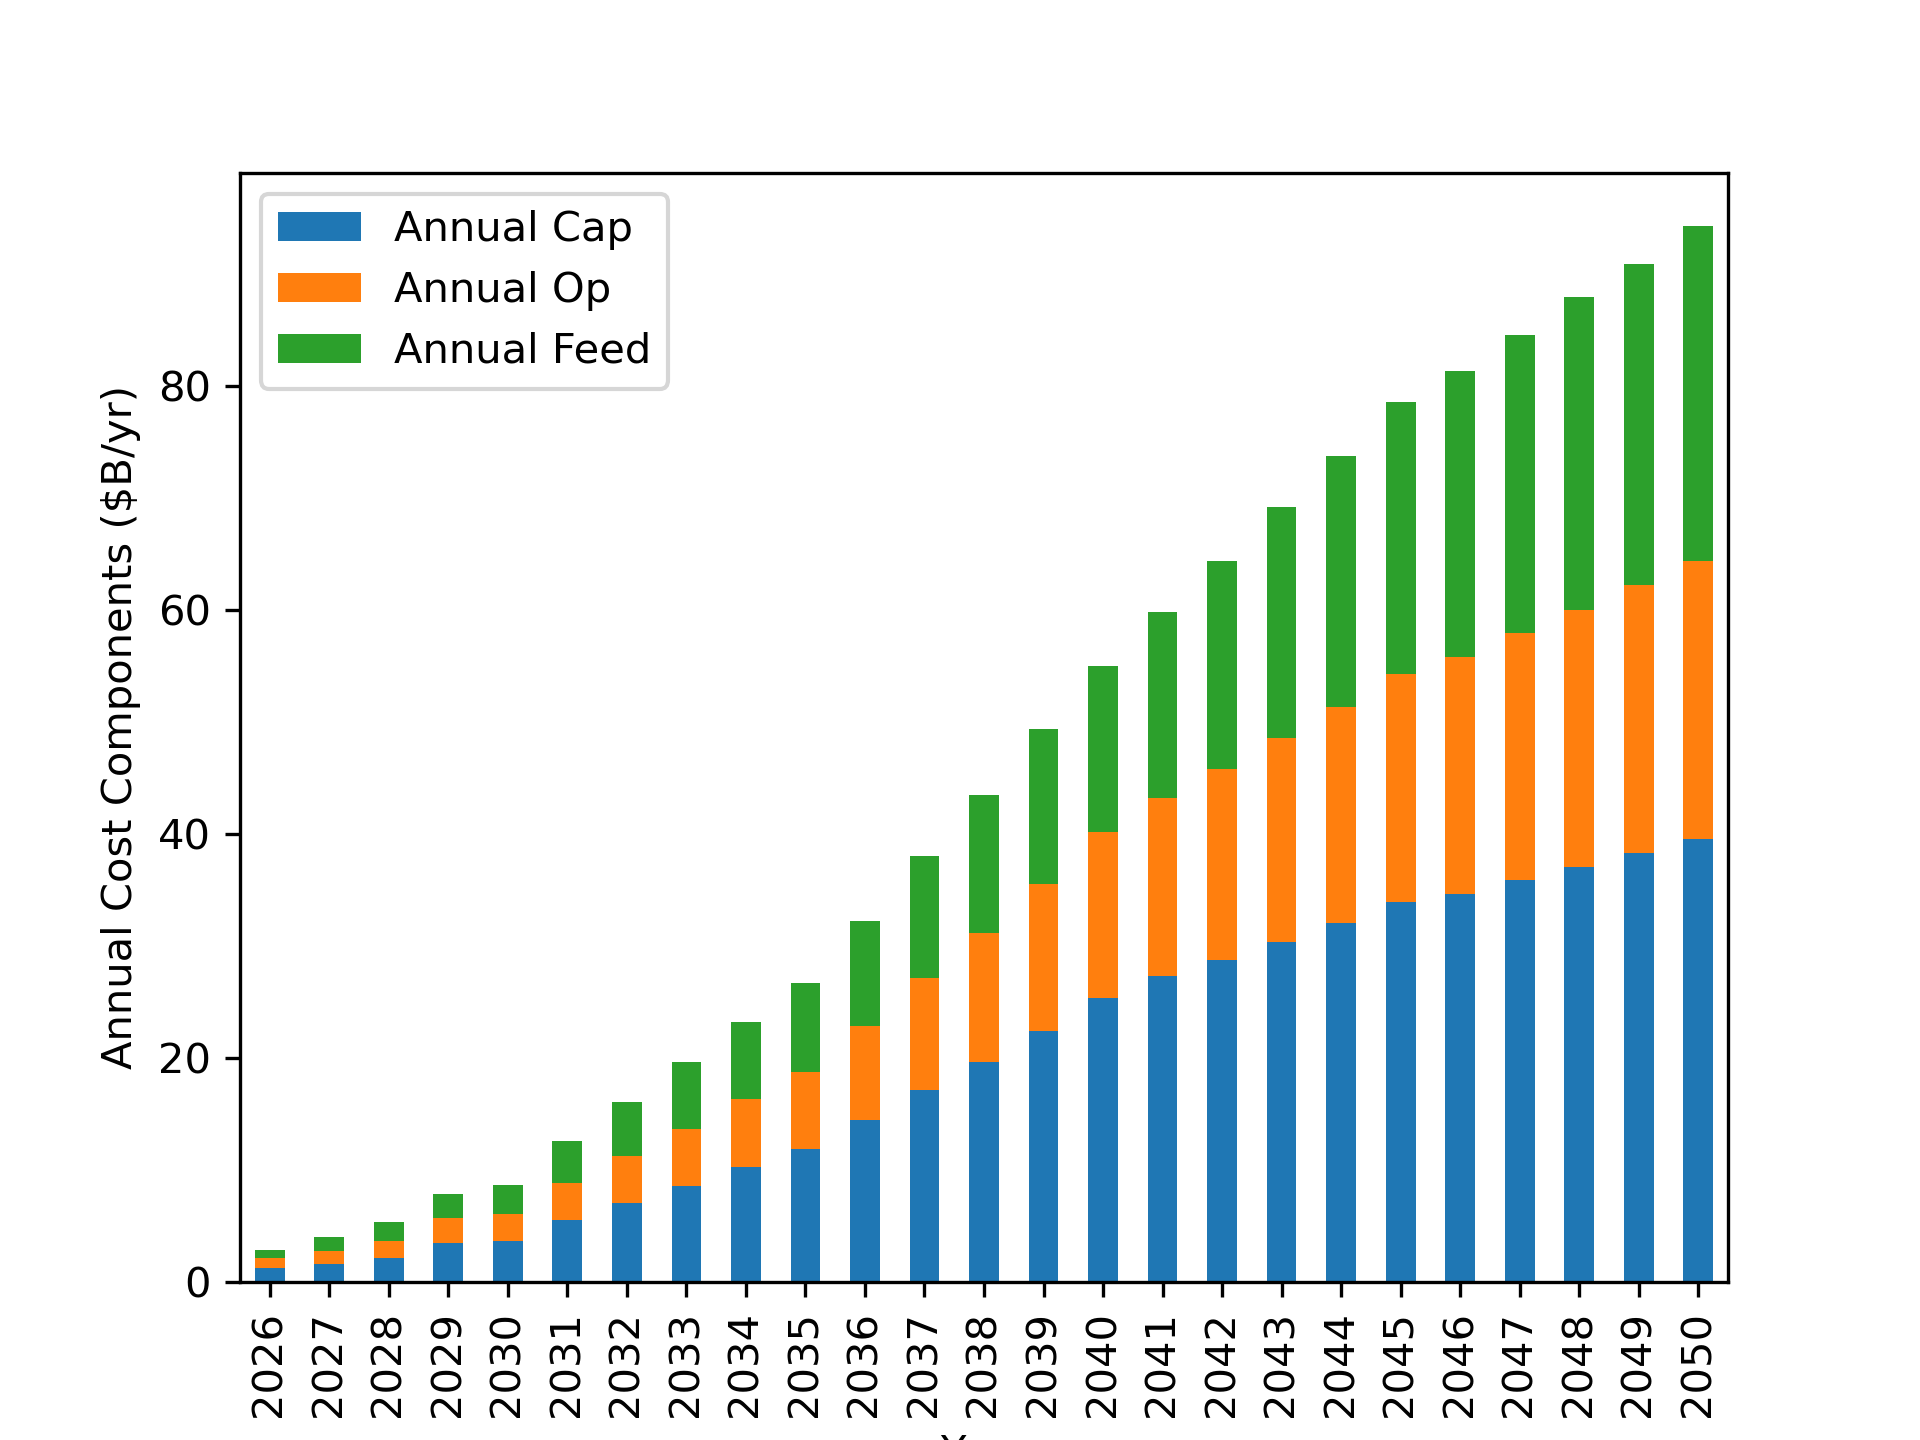 Annual Cap
Annual Op
Annual Feed
Annual Cost Components ($B/yr)
80
60
40
20
0
2026 2027 2028 2029 2030 2031 2032 2033 2034 2035 2036 2037 2038 2039 2040 2041 2042 2043 2044 2045 2046 2047 2048 2049 2050